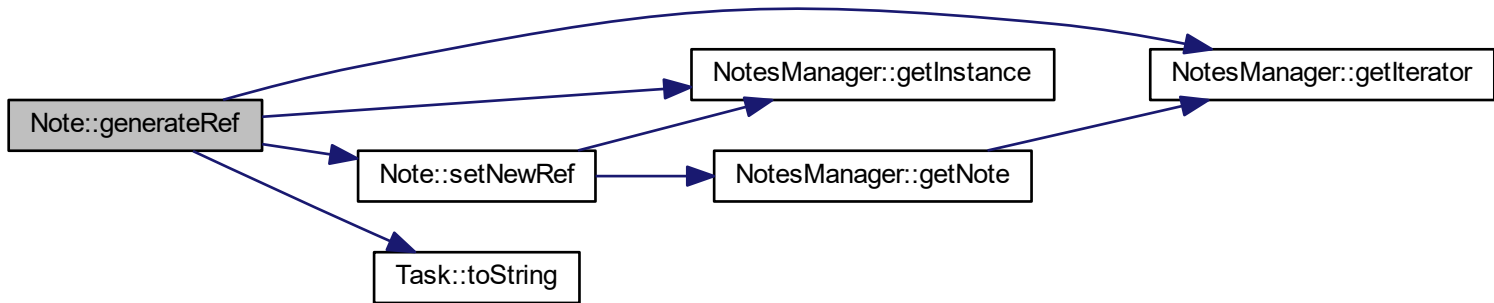 NotesManager::getInstance
NotesManager::getIterator
Note::generateRef
Note::setNewRef
NotesManager::getNote
Task::toString